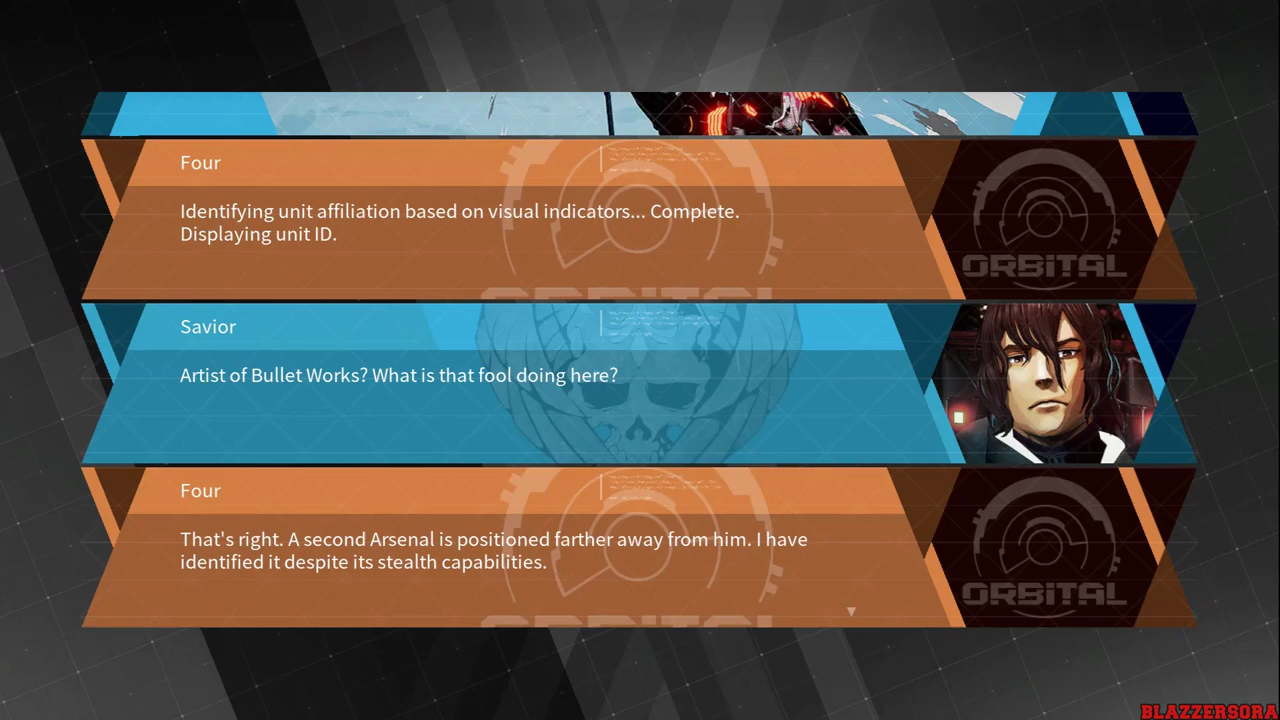 Four
Identifying unit affiliation based on visual indicators... Complete.
Displaying unit ID.
ORBITAL
Savior
Artist of Bullet Works? What is that fool doing here?
Four
That's right. A second Arsenal is positioned farther away from him. I have
identified it despite its stealth capabilities.
ORBITAL
BLAZZERSORA